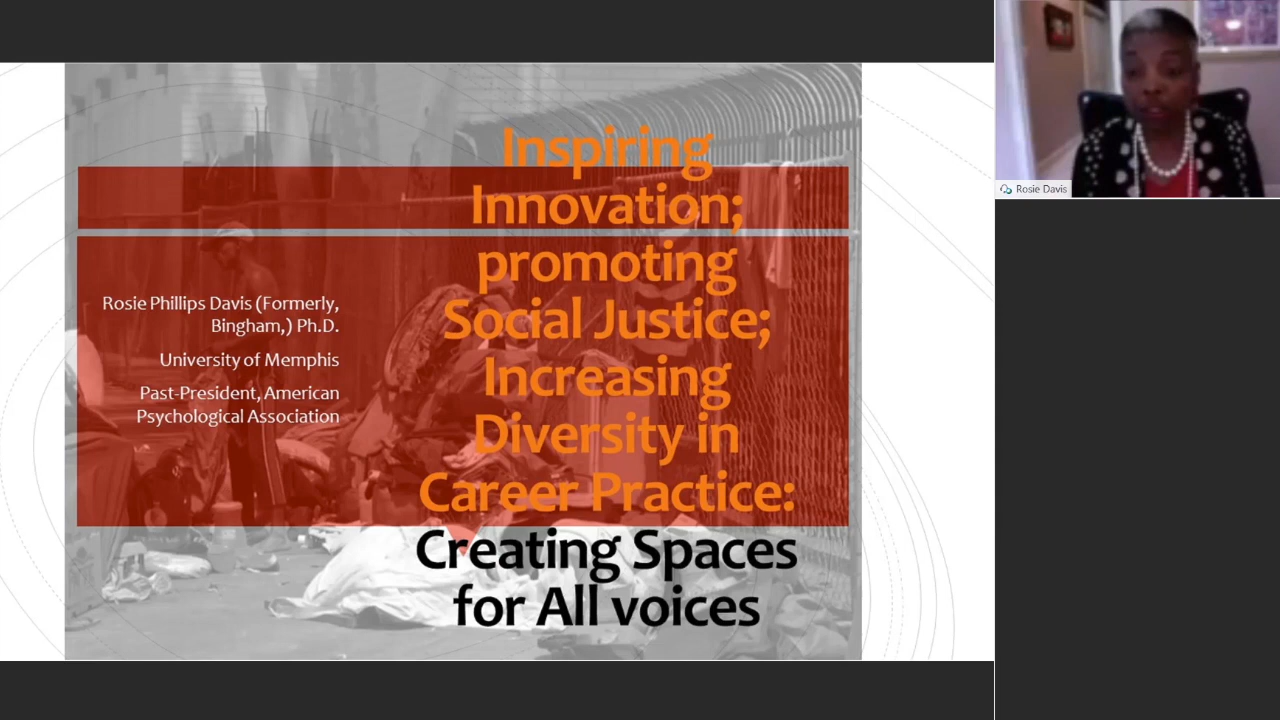 Inspiring
Innovation;
promoting
Social Justice;
Increasing
Diversity in
Career Practice:
Creating Spaces
for All voices
Rosie Phillips Davis (Formerly,
Bingham,) Ph.D.
University of Memphis
Past-President, American
Psychological Association
Rosie Davis